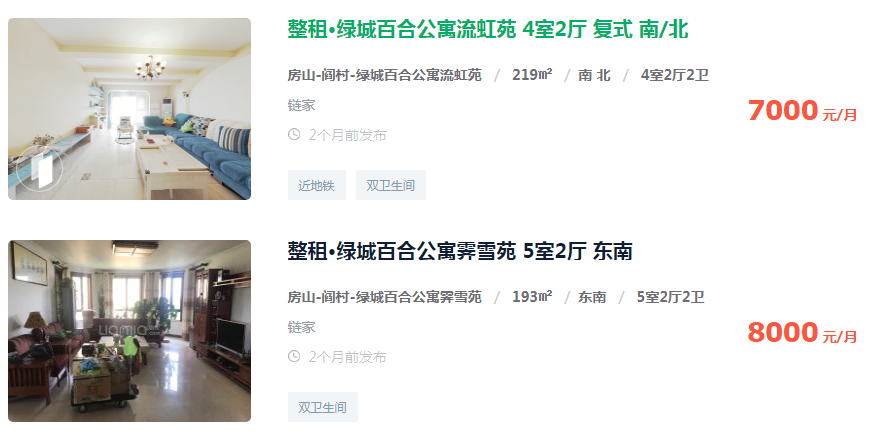 整租·绿城百合公寓流虹苑 4室2厅 复式 南/北
房山-阎村-绿城百合公寓流虹苑 / 219㎡ / 南 北 / 4室2厅2卫
链家
7000 元/月
2个月前发布
近地铁 双卫生间
整租·绿城百合公寓霁雪苑 5室2厅 东南
房山-阎村-绿城百合公寓霁雪苑 / 193㎡ / 东南 / 5室2厅2卫
链家
8000 元/月
2个月前发布
双卫生间